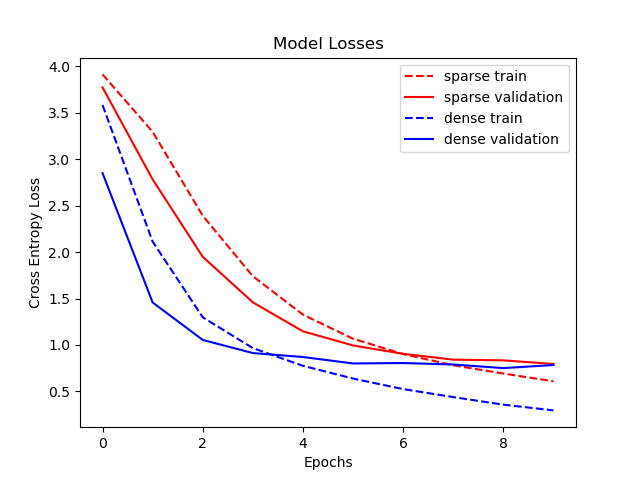 Model Losses
sparse train
sparse validation
dense train
dense validation
4.0
3.5
3.0
2.5
2.0
1.5
1.0
0.5
Cross Entropy Loss
0 2 4 6 8
Epochs